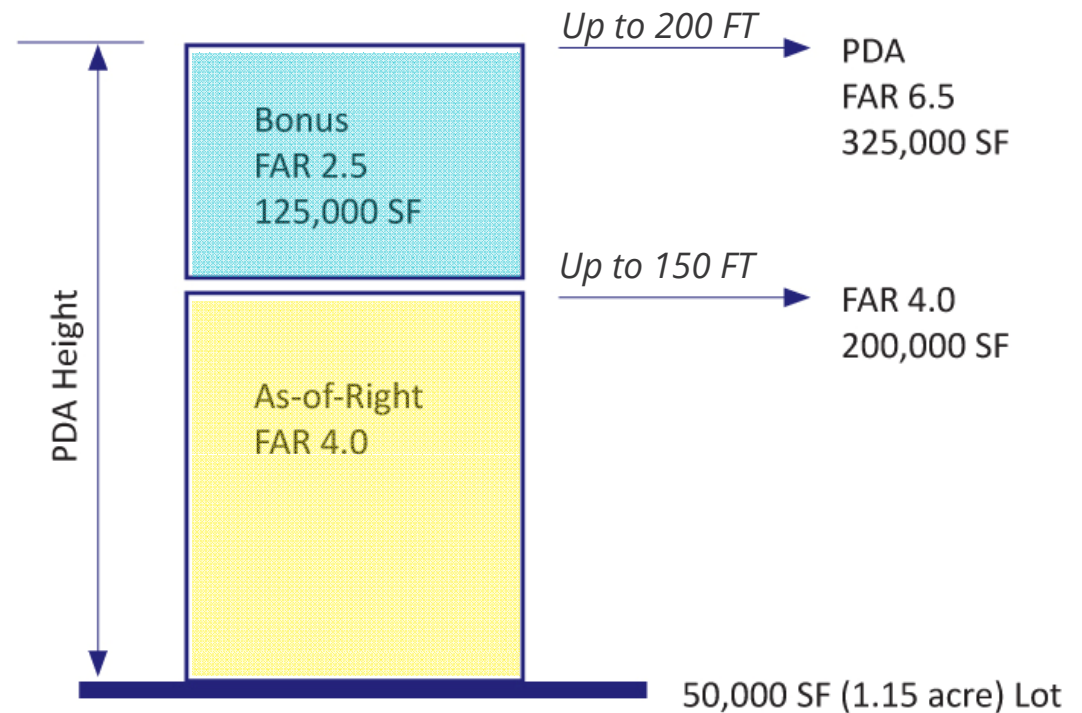 Up to 200 FT
PDA
FAR 6.5
325,000 SF
Bonus
FAR 2.5
125,000 SF
Up to 150 FT
FAR 4.0
200,000 SF
PDA Height
As-of-Right
FAR 4.0
50,000 SF (1.15 acre) Lot